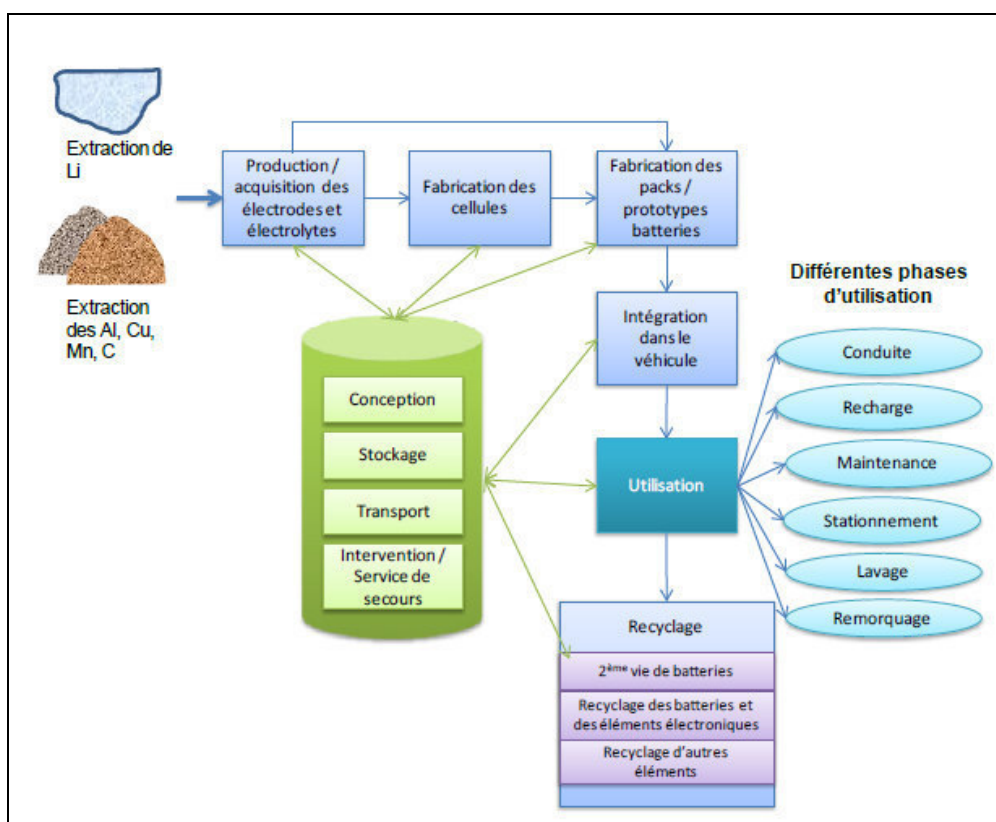 Extraction de
Li
Extraction
des Al, Cu,
Mn, C
Production /
acquisition des
électrodes et
électrolytes
Fabrication des
cellules
Fabrication des
packs /
prototypes
batteries
Intégration
dans le
véhicule
Différentes phases
d'utilisation
Conception
Stockage
Transport
Intervention /
Service de
secours
Utilisation
Conduite
Recharge
Maintenance
Stationnement
Lavage
Remorquage
Recyclage
2ème vie de batteries
Recyclage des batteries et
des éléments électroniques
Recyclage d'autres
éléments